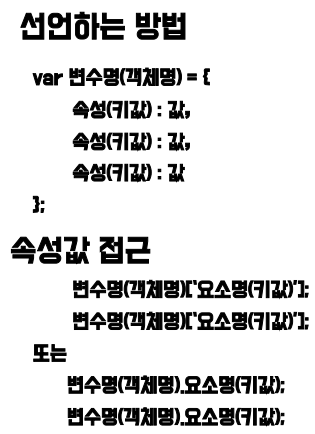 선언하는 방법
var 변수명(객체명) = {
속성(키값) : 값,
속성(키값) : 값,
속성(키값) : 값
};
속성값 접근
변수명(객체명)['요소명(키값)'];
변수명(객체명)['요소명(키값)'];
또는
변수명(객체명).요소명(키값);
변수명(객체명).요소명(키값);